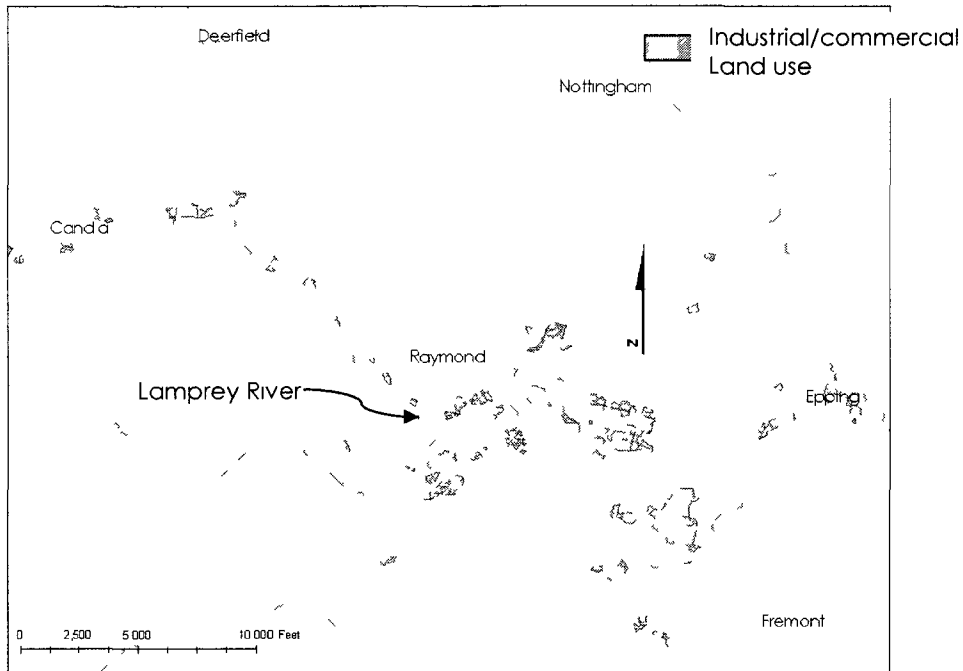 Deerfield
Industrial/commercial
Land use
Nottingham
Candia
N
Raymond
Lamprey River
Epping
0 2,500 5 000 10 000 Feet
Fremont